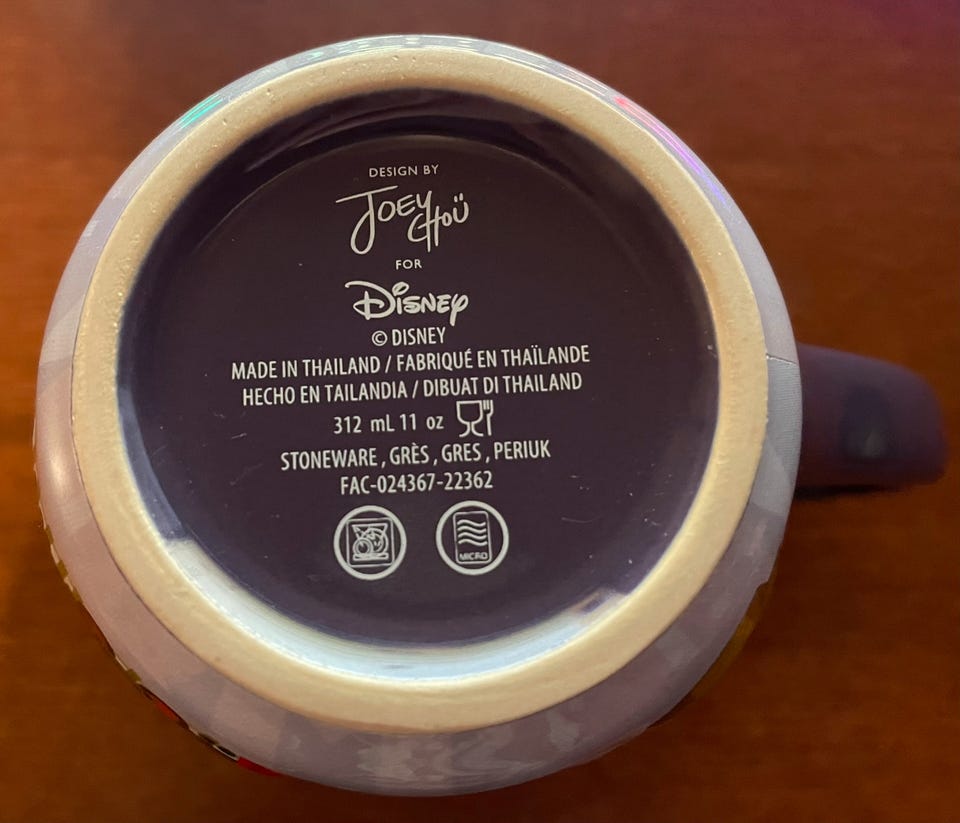 DESIGN BY
JOEY CHOÜ
FOR
DISNEY
© DISNEY
MADE IN THAILAND / FABRIQUÉ EN THAÏLANDE
HECHO EN TAILANDIA / DIBUAT DI THAILAND
312 mL 11 oz
STONEWARE , GRÈS , GRES , PERIUK
FAC-024367-22362
MICRO